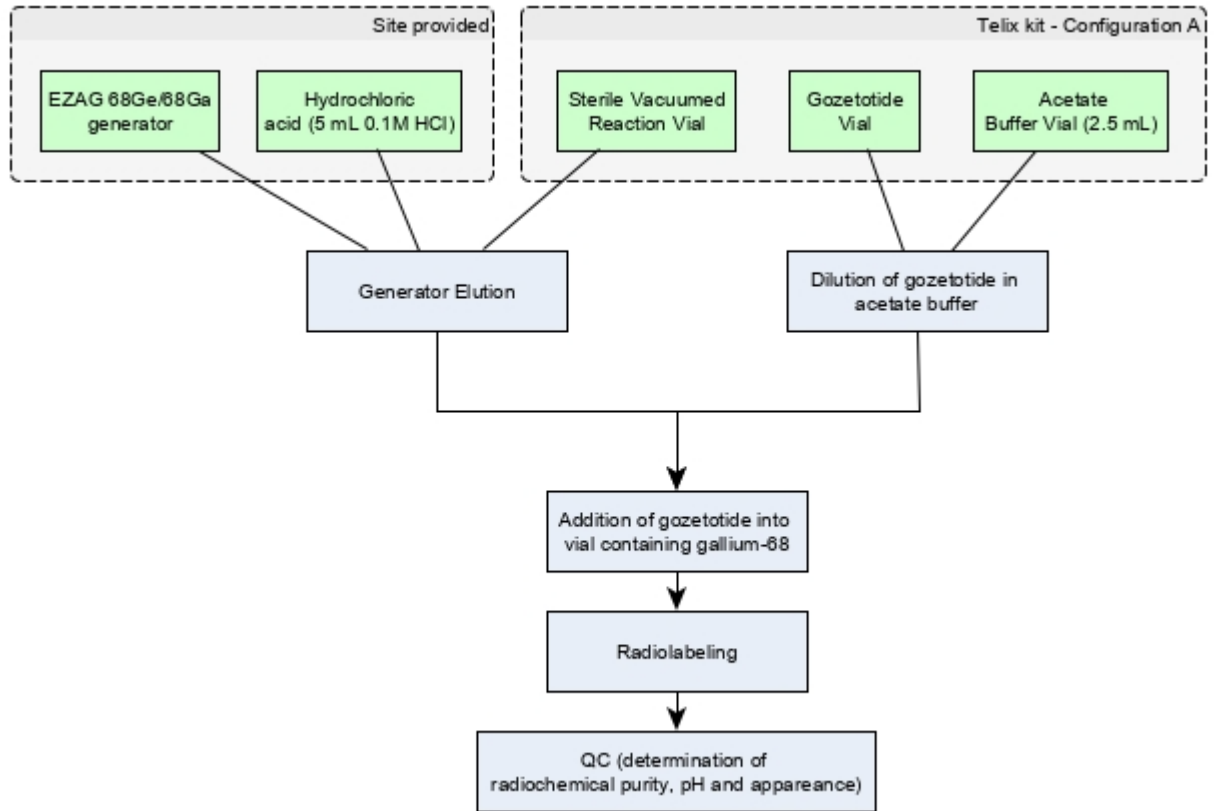 Site provided
Telix kit - Configuration A
EZAG 68Ge/68Ga
generator
Hydrochloric
acid (5 mL 0.1M HCl)
Sterile Vacuumed
Reaction Vial
Gozetotide
Vial
Acetate
Buffer Vial (2.5 mL)
Generator Elution
Dilution of gozetotide in
acetate buffer
Addition of gozetotide into
vial containing gallium-68
Radiolabeling
QC (determination of
radiochemical purity, pH and appareance)